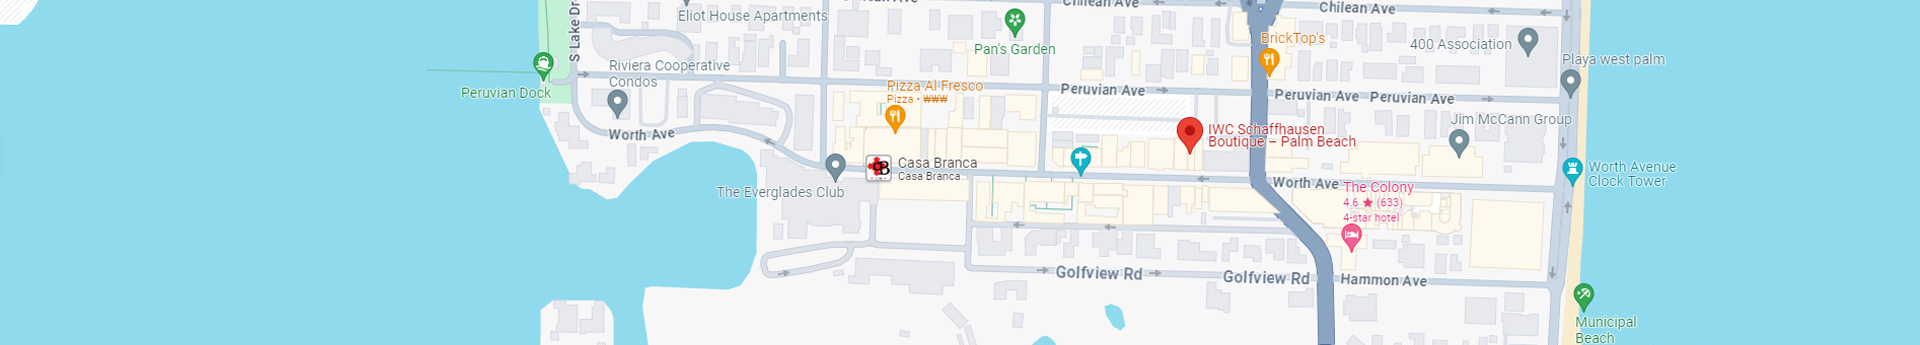 Chilean Ave
Chilean Ave
Chilean Ave
S Lake Dr
Eliot House Apartments
Pan's Garden
BrickTop's
400 Association
Playa west palm
Riviera Cooperative
Condos
Peruvian Dock
Pizza Al Fresco
Pizza • ₩₩₩
Peruvian Ave
Peruvian Ave
Peruvian Ave
Worth Ave
IWC Schaffhausen
Boutique – Palm Beach
Jim McCann Group
Casa Branca
Casa Branca
The Everglades Club
Worth Ave
Worth Avenue
Clock Tower
The Colony
4.6 ★ (633)
4-star hotel
Golfview Rd
Golfview Rd
Hammon Ave
Municipal
Beach